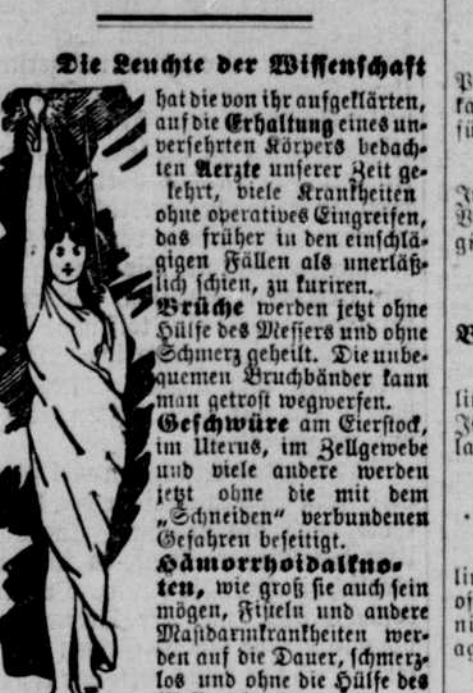 Die Leuchte der Wissenschaft
hat die von ihr aufgeklärten,
auf die Erhaltung eines un-
versehrten Körpers bedach-
ten Aerzte unserer Zeit ge-
lehrt, viele Krankheiten
ohne operatives Eingreifen,
das früher in den einschlä-
gigen Fällen als unerläß-
lich schien, zu kuriren.
Brüche werden jetzt ohne
Hülfe des Messers und ohne
Schmerz geheilt. Die unbe-
quemen Bruchbänder kann
man getrost wegwerfen.
Geschwüre am Eierstock,
im Uterus, im Zellgewebe
und viele andere werden
jetzt ohne die mit dem
„Schneiden“ verbundenen
Gefahren beseitigt.
Hämorrhoidalkno-
ten, wie groß sie auch sein
mögen, Fisteln und andere
Mastdarmkrankheiten wer-
den auf die Dauer, schmerz-
los und ohne die Hülfe des